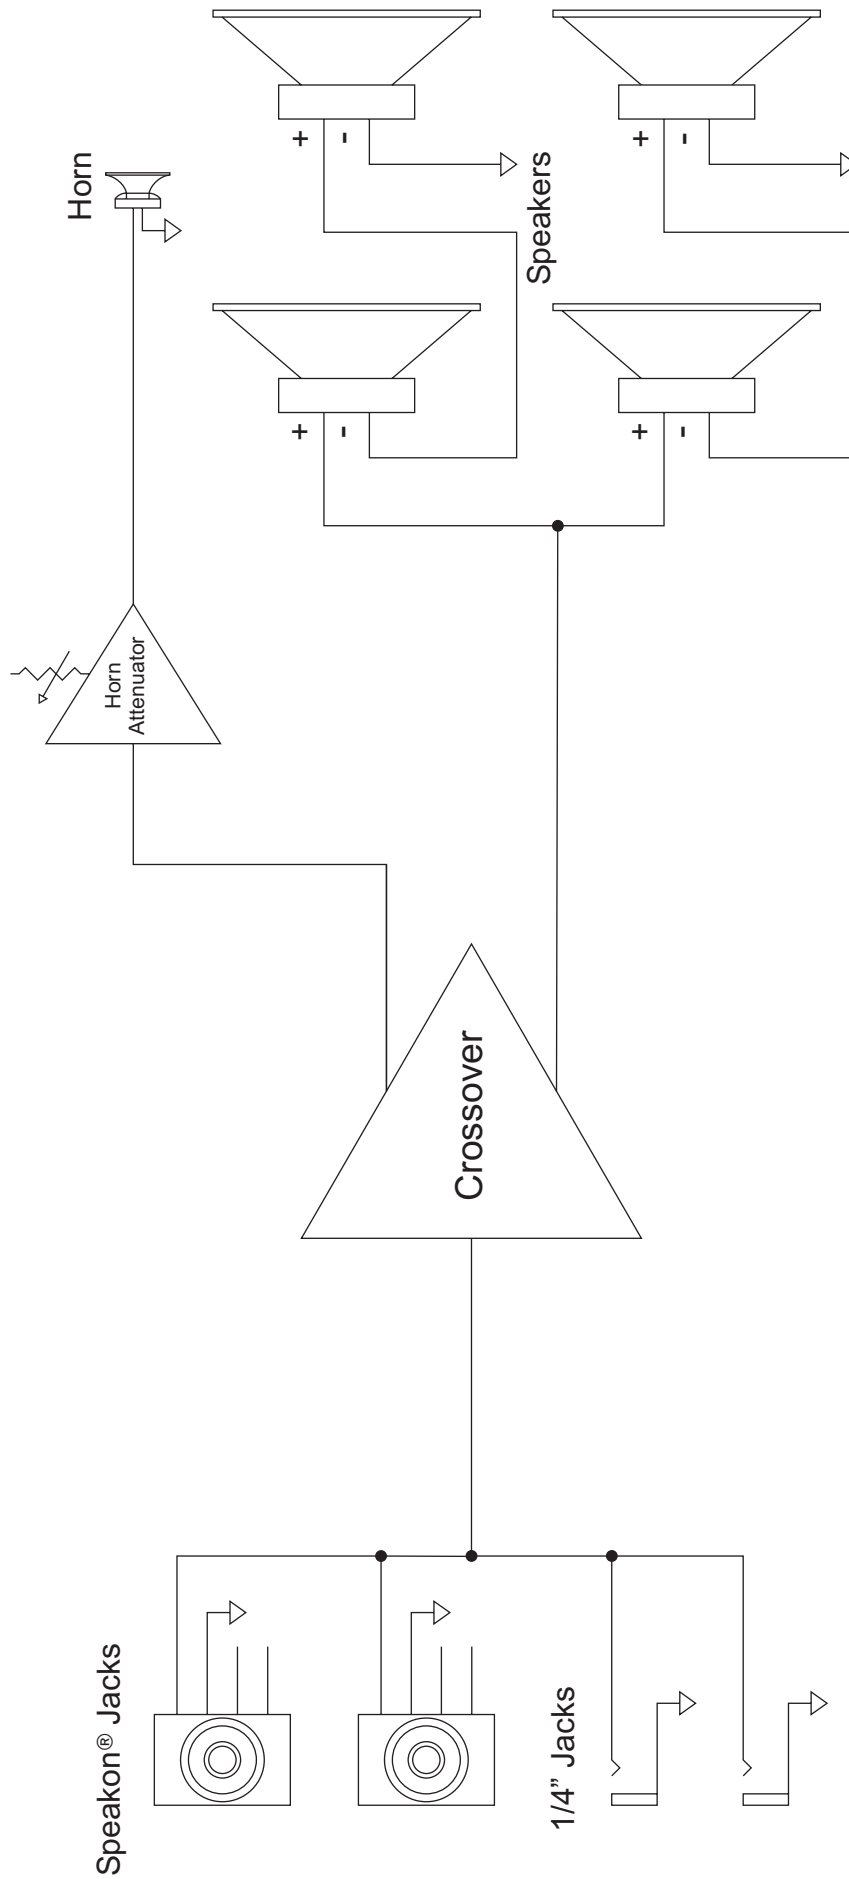 Speakon® Jacks
1/4” Jacks
Crossover
Horn
Attenuator
Horn
+
-
+
-
Speakers
+
-
+
-